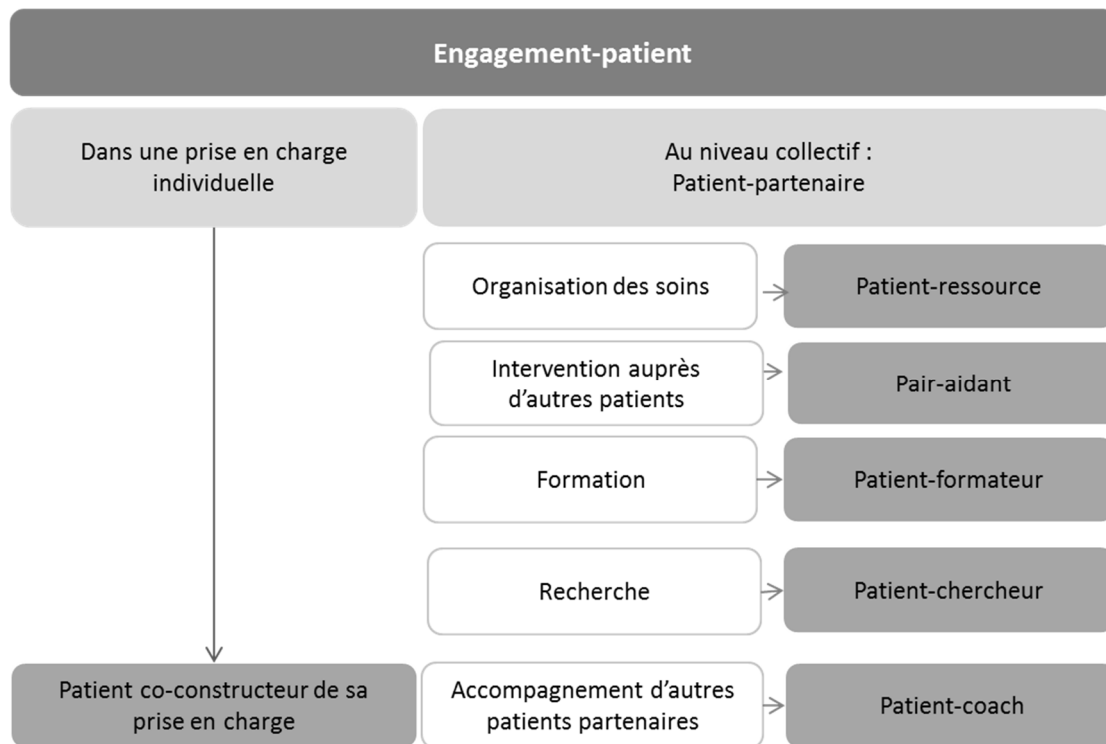 Engagement-patient
Dans une prise en charge
individuelle
Au niveau collectif :
Patient-partenaire
Organisation des soins
Patient-ressource
Intervention auprès
d’autres patients
Pair-aidant
Formation
Patient-formateur
Recherche
Patient-chercheur
Patient co-constructeur de sa
prise en charge
Accompagnement d’autres
patients partenaires
Patient-coach